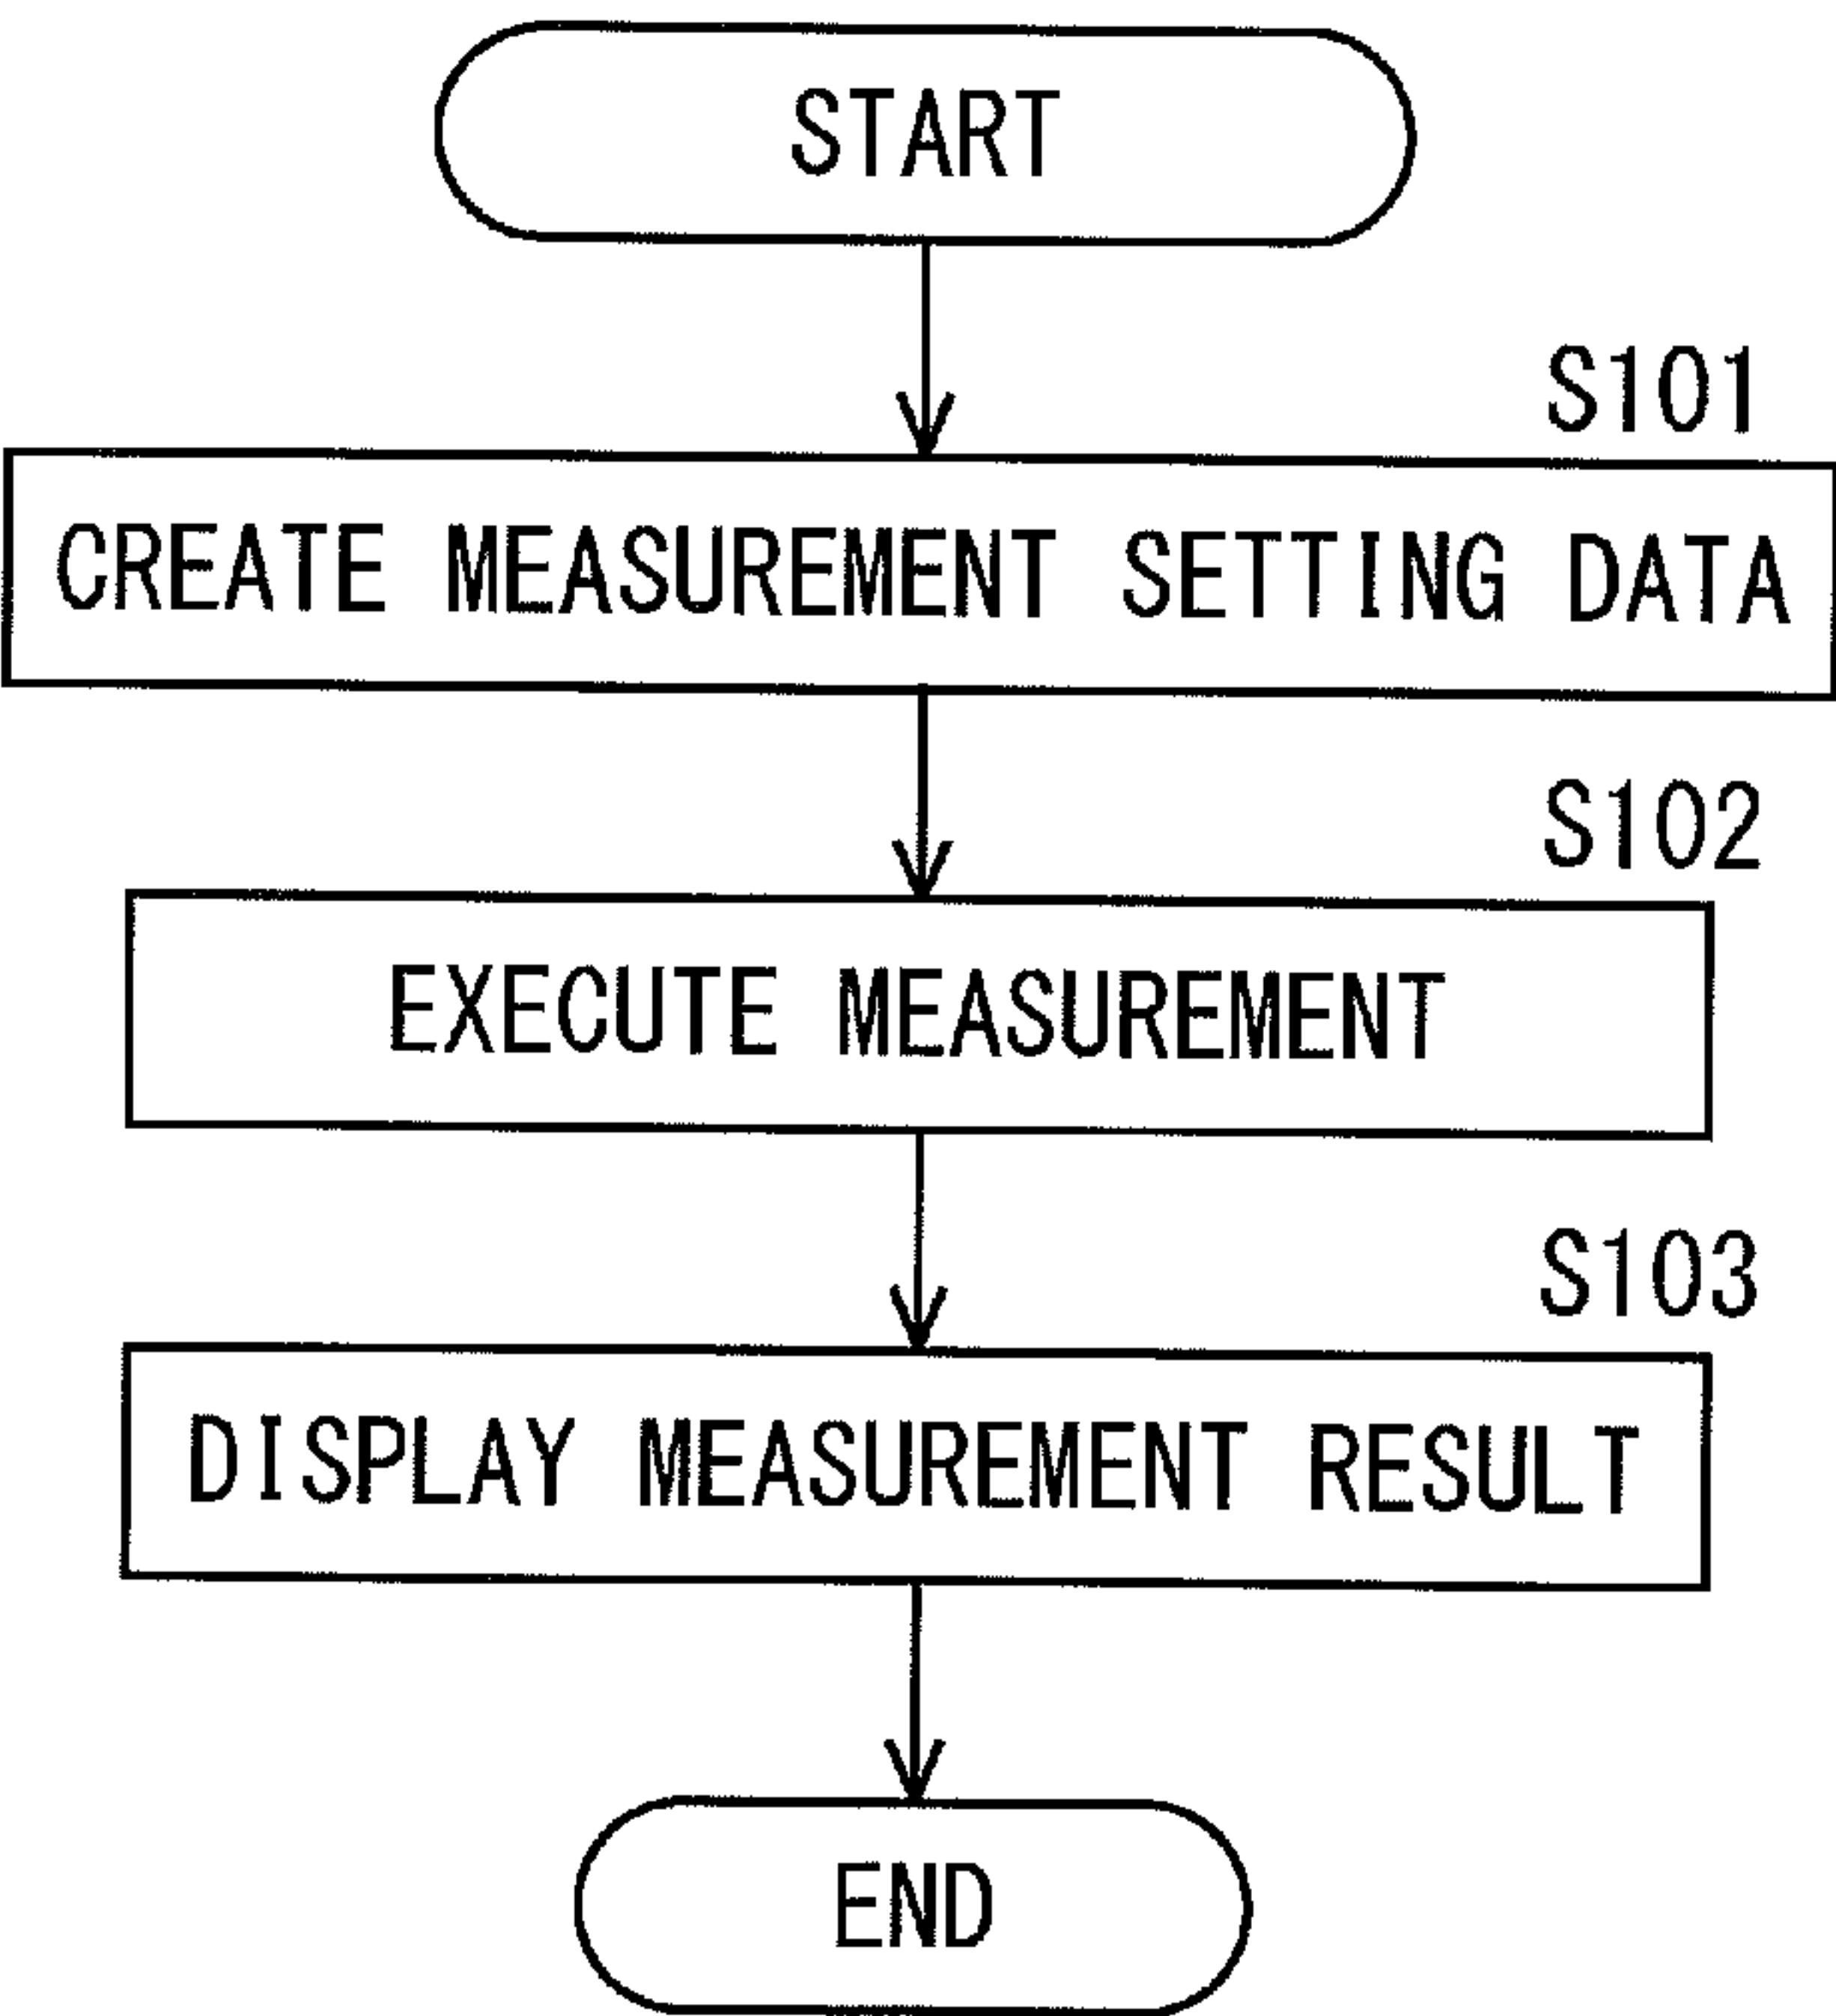 START
S101
CREATE MEASUREMENT SETTING DATA
S102
EXECUTE MEASUREMENT
S103
DISPLAY MEASUREMENT RESULT
END